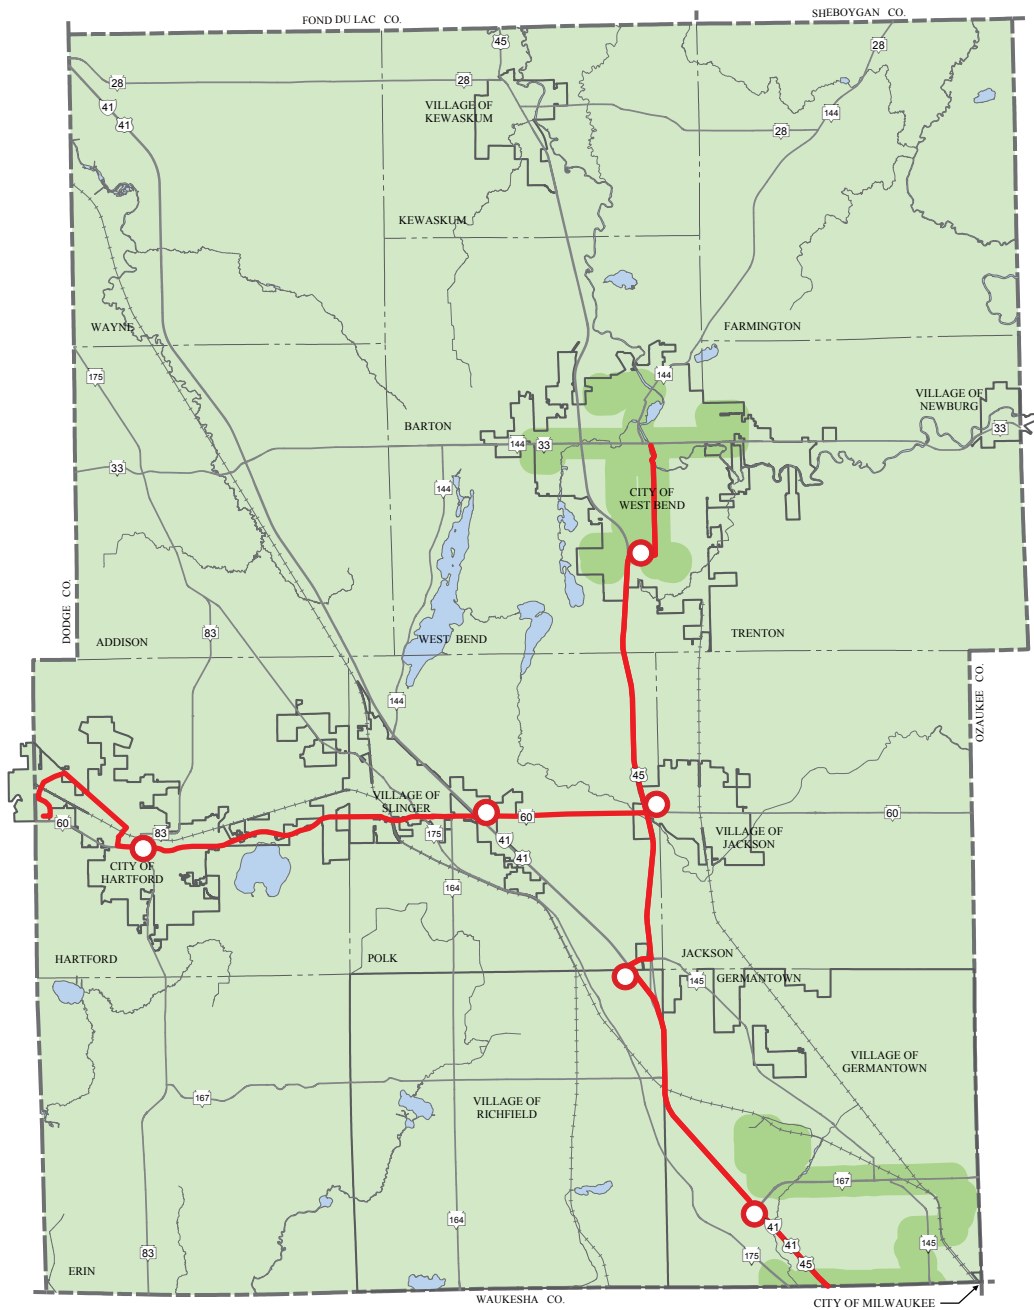 FOND DU LAC CO.
SHEBOYGAN CO.
45
28
28
28
41
41
VILLAGE OF
KEWASKUM
144
28
KEWASKUM
WAYNE
FARMINGTON
175
144
VILLAGE OF
NEWBURG
BARTON
33
144
33
33
144
CITY OF
WEST BEND
DODGE CO.
83
ADDISON
WEST BEND
TRENTON
OZAUKEE CO.
144
45
60
83
VILLAGE OF
SLINGER
175
60
41
41
VILLAGE OF
JACKSON
60
CITY OF
HARTFORD
164
HARTFORD
POLK
JACKSON
GERMANTOWN
145
VILLAGE OF
GERMANTOWN
167
VILLAGE OF
RICHFIELD
167
164
83
41
41
45
175
145
ERIN
WAUKESHA CO.
CITY OF MILWAUKEE